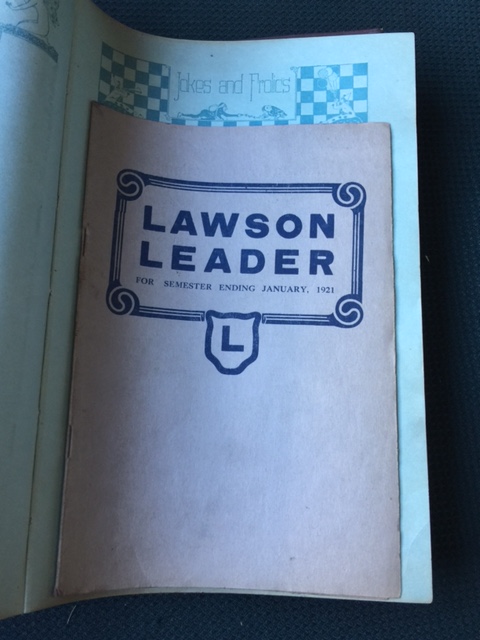 Jokes and Frolics
LAWSON
LEADER
FOR SEMESTER ENDING JANUARY, 1921
L